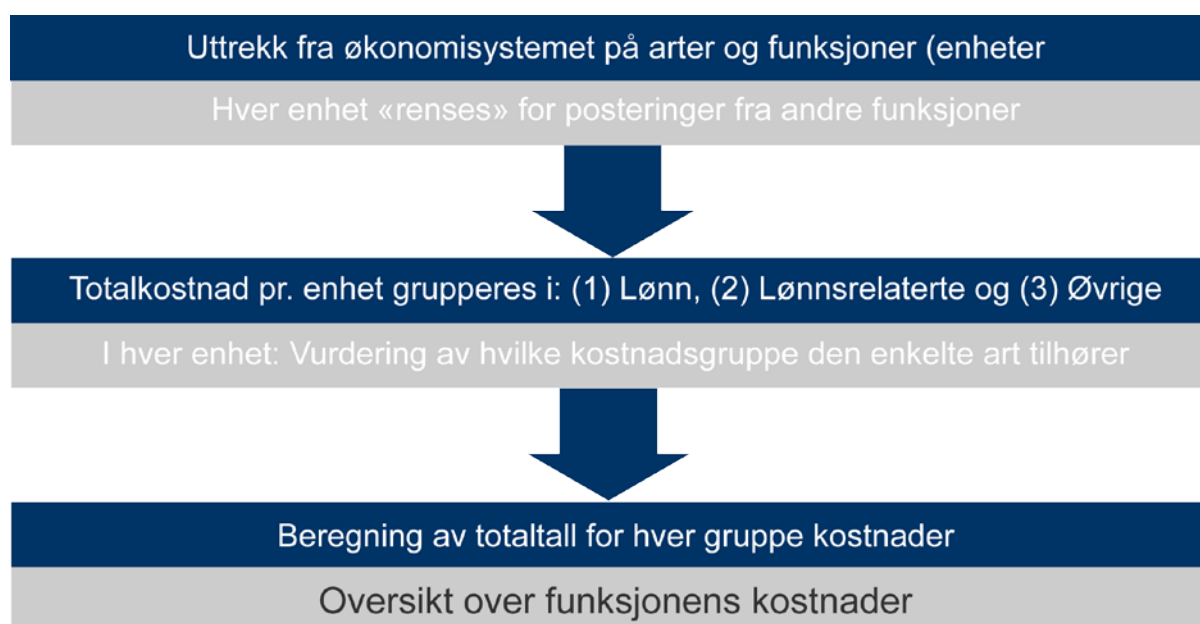 Uttrekk fra økonomisystemet på arter og funksjoner (enheter
Hver enhet «renses» for posteringer fra andre funksjoner
Totalkostnad pr. enhet grupperes i: (1) Lønn, (2) Lønnsrelaterte og (3) Øvrige
I hver enhet: Vurdering av hvilke kostnadsgruppe den enkelte art tilhører
Beregning av totaltall for hver gruppe kostnader
Oversikt over funksjonens kostnader